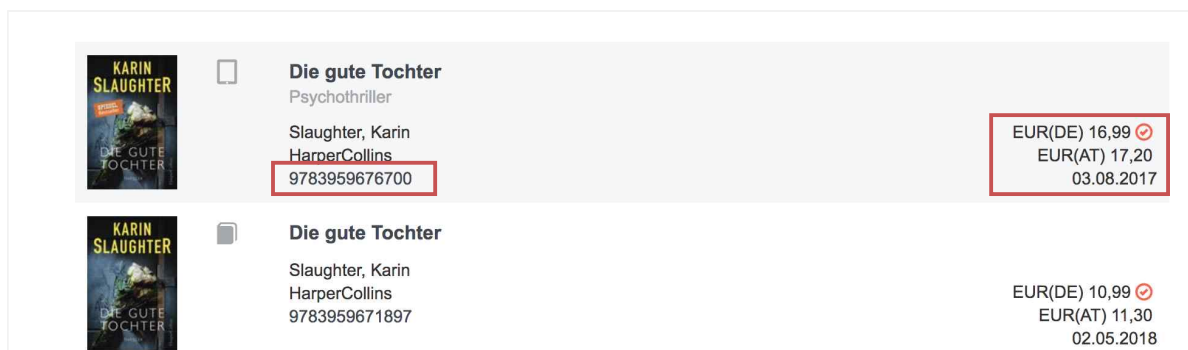 KARIN
SLAUGHTER
SPIEGEL
Bestseller
DIE GUTE
TOCHTER
Die gute Tochter
Psychothriller
Slaughter, Karin
HarperCollins
9783959676700
EUR(DE) 16,99
EUR(AT) 17,20
03.08.2017
KARIN
SLAUGHTER
DIE GUTE
TOCHTER
Die gute Tochter
Slaughter, Karin
HarperCollins
9783959671897
EUR(DE) 10,99
EUR(AT) 11,30
02.05.2018